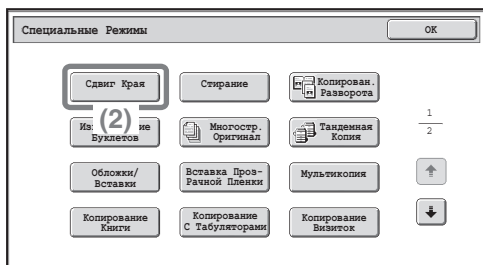 Специальные Режимы
OK
Сдвиг Края
Стирание
Копирован.
Разворота
(2)
Буклетов
Многостр.
Оригинал
Тандемная
Копия
1
2
Обложки/
Вставки
Вставка Проз-
Рачной Пленки
Мультикопия
Копирование
Книги
Копирование
С Табуляторами
Копирование
Визиток